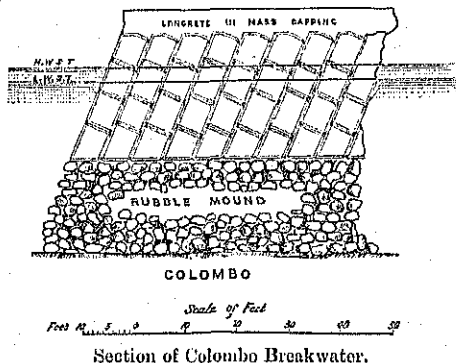 CONCRETE IN MASS CAPPING
H.W.S.T
L.W.S.T.
RUBBLE MOUND
COLOMBO
Scale of Feet
Feet 10 5 0 10 20 30 40 50
Section of Colombo Breakwater.